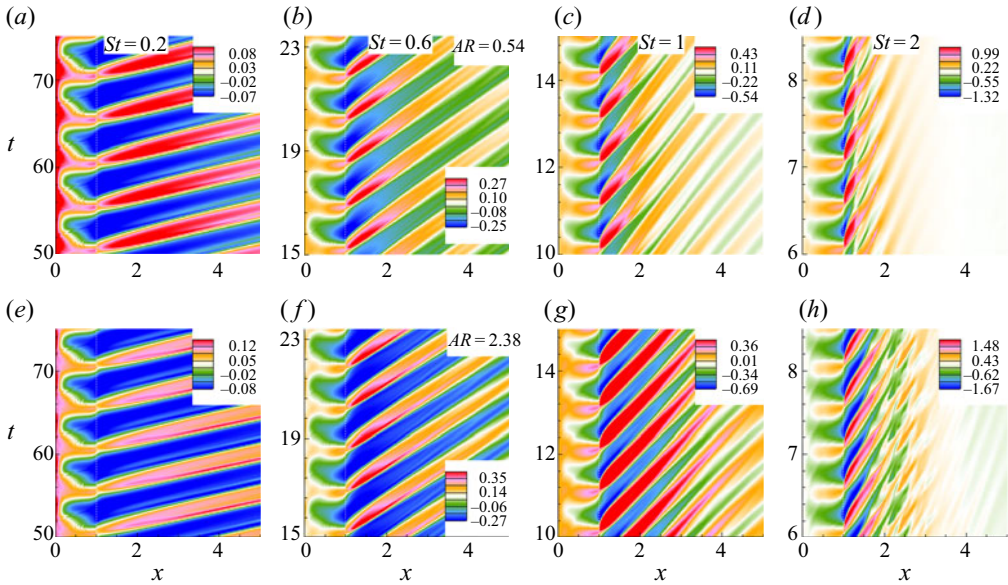 (a)
(b)
(c)
(d)
St = 0.2
St = 0.6
AR = 0.54
St = 1
St = 2
0.08
0.03
−0.02
−0.07
0.27
0.10
−0.08
−0.25
0.43
0.11
−0.22
−0.54
0.99
0.22
−0.55
−1.32
t
70
60
50
23
19
15
14
12
10
8
7
6
0 2 4
0 2 4
0 2 4
0 2 4
(e)
(f)
(g)
(h)
AR = 2.38
0.12
0.05
−0.02
−0.08
0.35
0.14
−0.06
−0.27
0.36
0.01
−0.34
−0.69
1.48
0.43
−0.62
−1.67
t
70
60
50
23
19
15
14
12
10
8
7
6
0 2 4
0 2 4
0 2 4
0 2 4
x
x
x
x